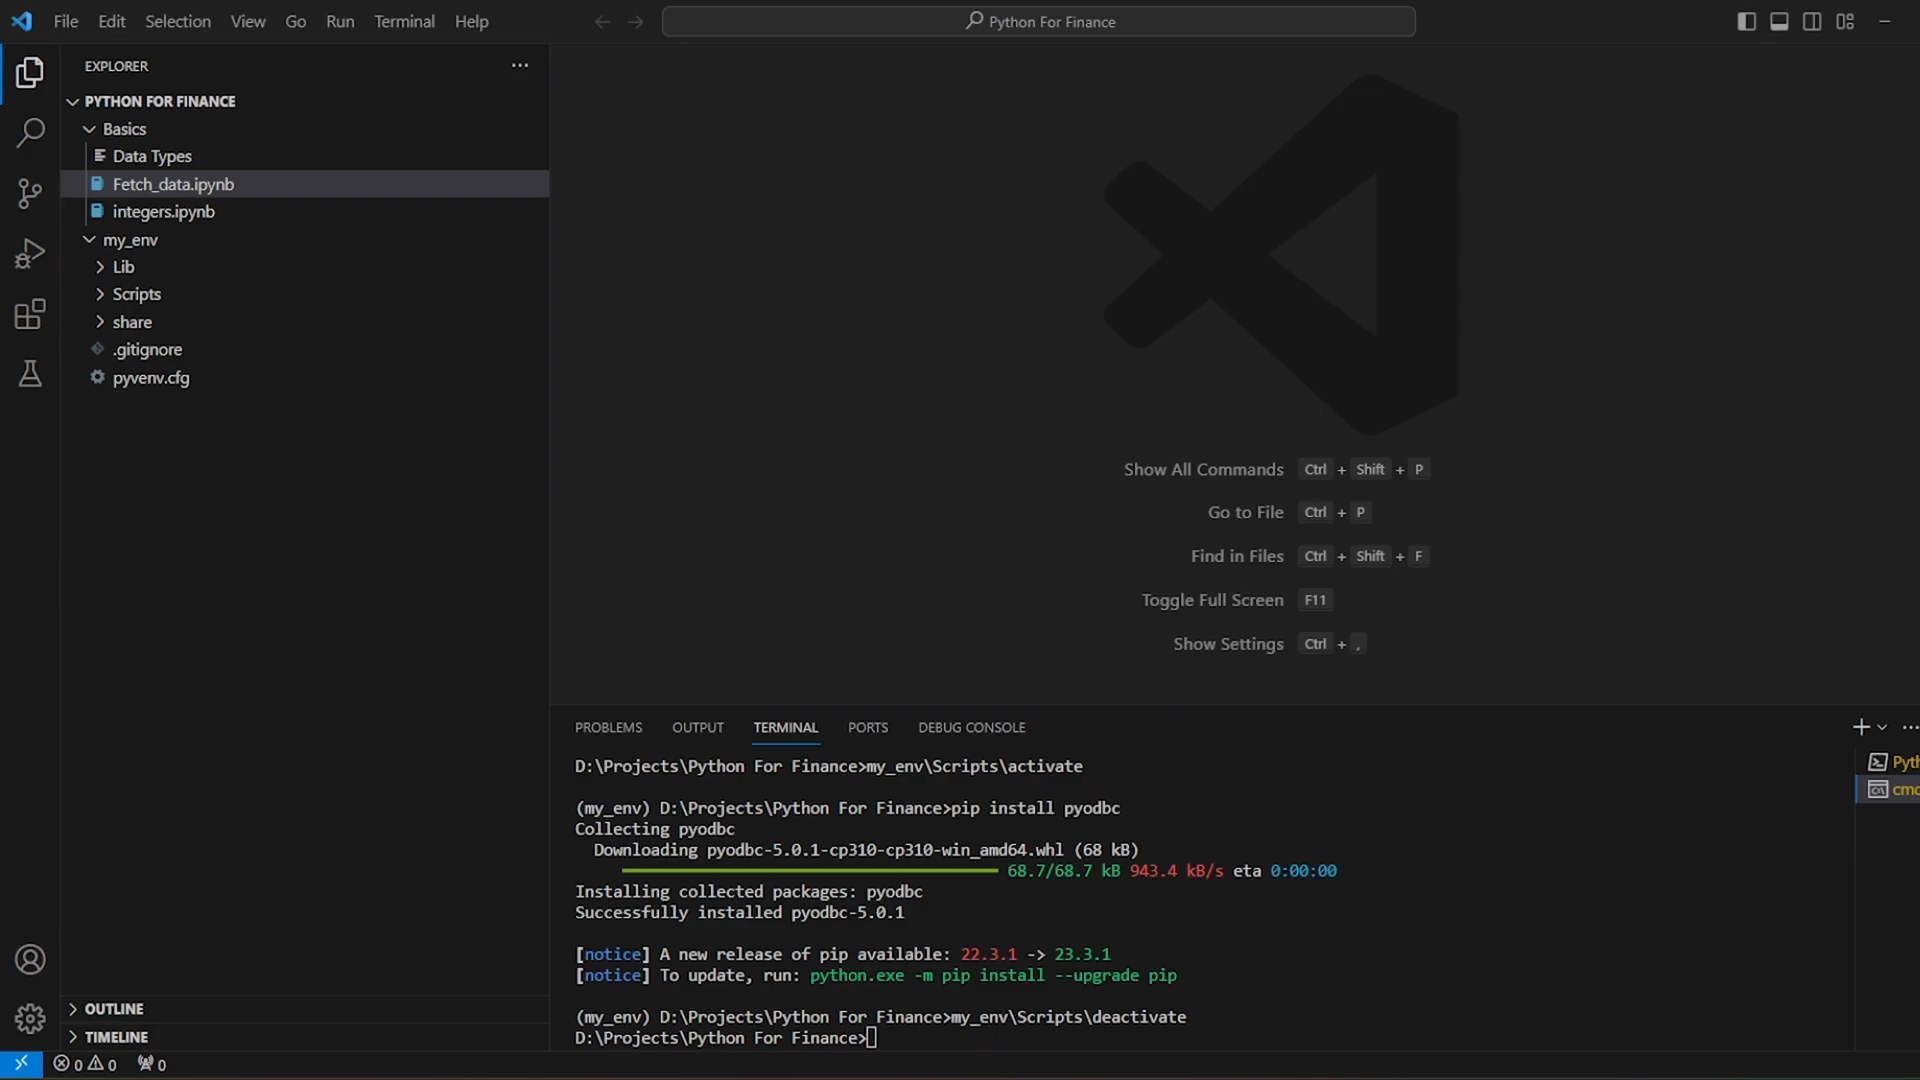 File Edit Selection View Go Run Terminal Help
Python For Finance
EXPLORER
PYTHON FOR FINANCE
Basics
Data Types
Fetch_data.ipynb
integers.ipynb
my_env
Lib
Scripts
share
.gitignore
pyvenv.cfg
OUTLINE
TIMELINE
Show All Commands Ctrl + Shift + P
Go to File Ctrl + P
Find in Files Ctrl + Shift + F
Toggle Full Screen F11
Show Settings Ctrl + ,
PROBLEMS OUTPUT TERMINAL PORTS DEBUG CONSOLE
D:\Projects\Python For Finance>my_env\Scripts\activate
(my_env) D:\Projects\Python For Finance>pip install pyodbc
Collecting pyodbc
Downloading pyodbc-5.0.1-cp310-cp310-win_amd64.whl (68 kB)
68.7/68.7 kB 943.4 kB/s eta 0:00:00
Installing collected packages: pyodbc
Successfully installed pyodbc-5.0.1
[notice] A new release of pip available: 22.3.1 -> 23.3.1
[notice] To update, run: python.exe -m pip install --upgrade pip
(my_env) D:\Projects\Python For Finance>my_env\Scripts\deactivate
D:\Projects\Python For Finance>
Pyth
cmd
0 0 0